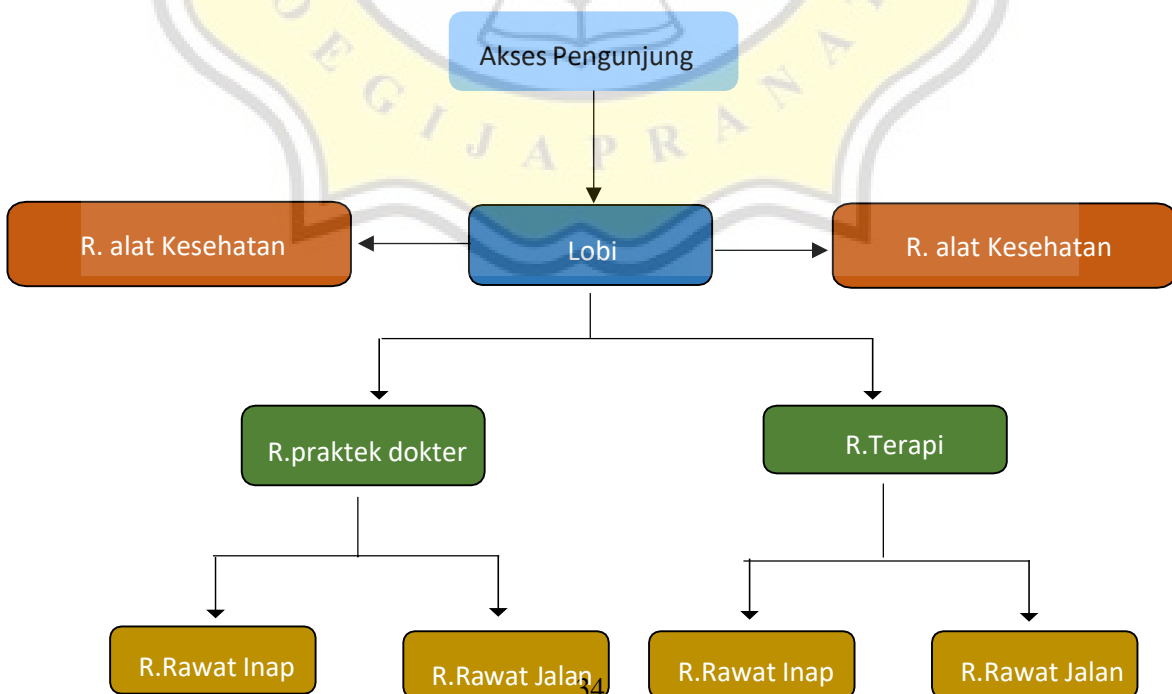 OEGIJAPRANA
Akses Pengunjung
R. alat Kesehatan
Lobi
R. alat Kesehatan
R.praktek dokter
R.Terapi
R.Rawat Inap
R.Rawat Jalan
R.Rawat Inap
R.Rawat Jalan
34